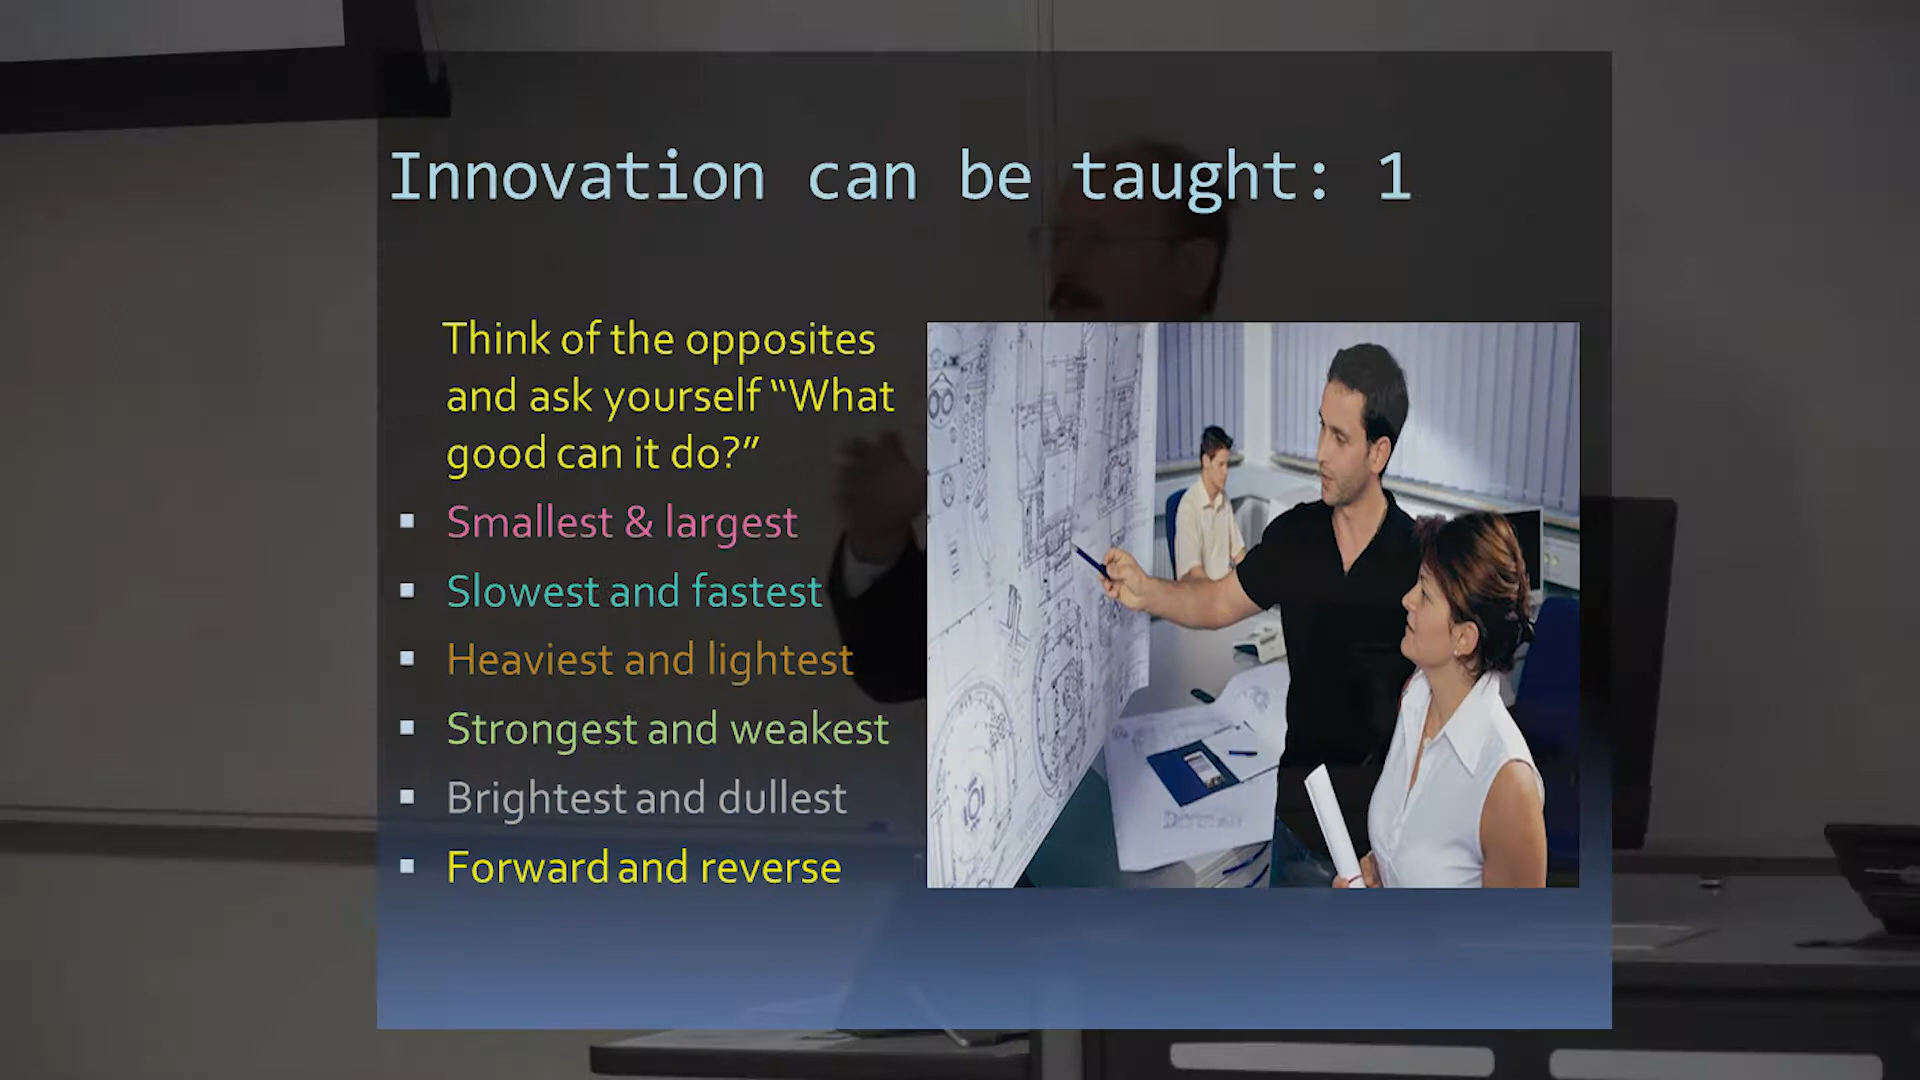 Innovation can be taught: 1
Think of the opposites
and ask yourself “What
good can it do?”
▪ Smallest & largest
▪ Slowest and fastest
▪ Heaviest and lightest
▪ Strongest and weakest
▪ Brightest and dullest
▪ Forward and reverse